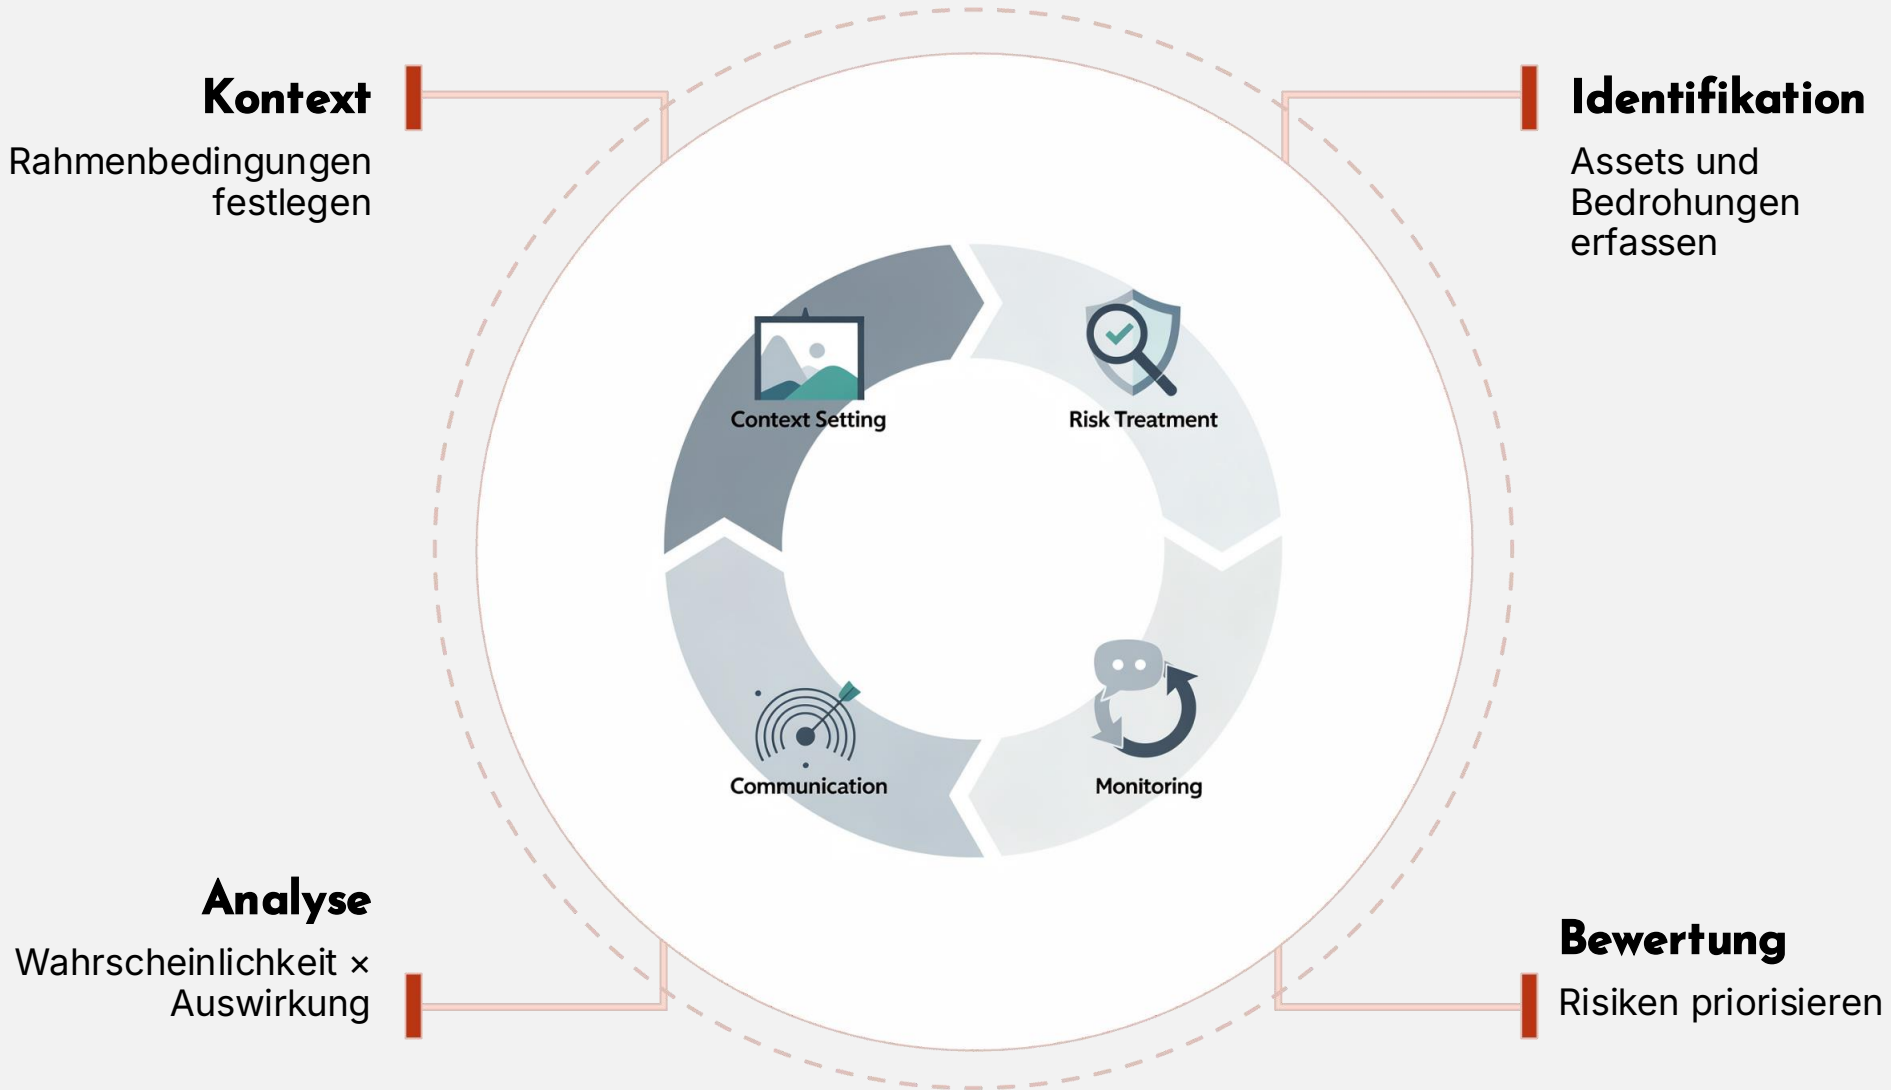 Kontext
Rahmenbedingungen
festlegen
Identifikation
Assets und
Bedrohungen
erfassen
Context Setting
Risk Treatment
Communication
Monitoring
Analyse
Wahrscheinlichkeit ×
Auswirkung
Bewertung
Risiken priorisieren